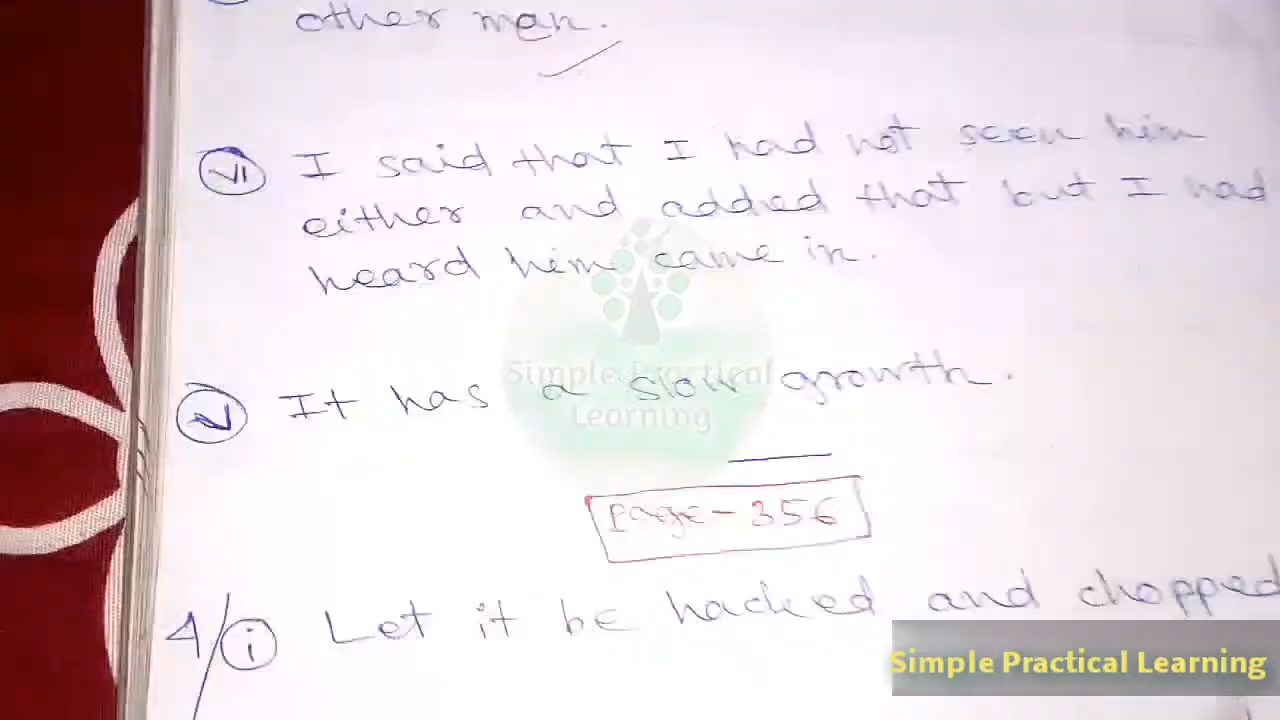 other man.
vi I said that I had not seen him
either and added that but I had
heard him came in.
v It has a slow growth.
Simple Practical
Learning
Page - 356
4/ i Let it be hacked and chopped
Simple Practical Learning